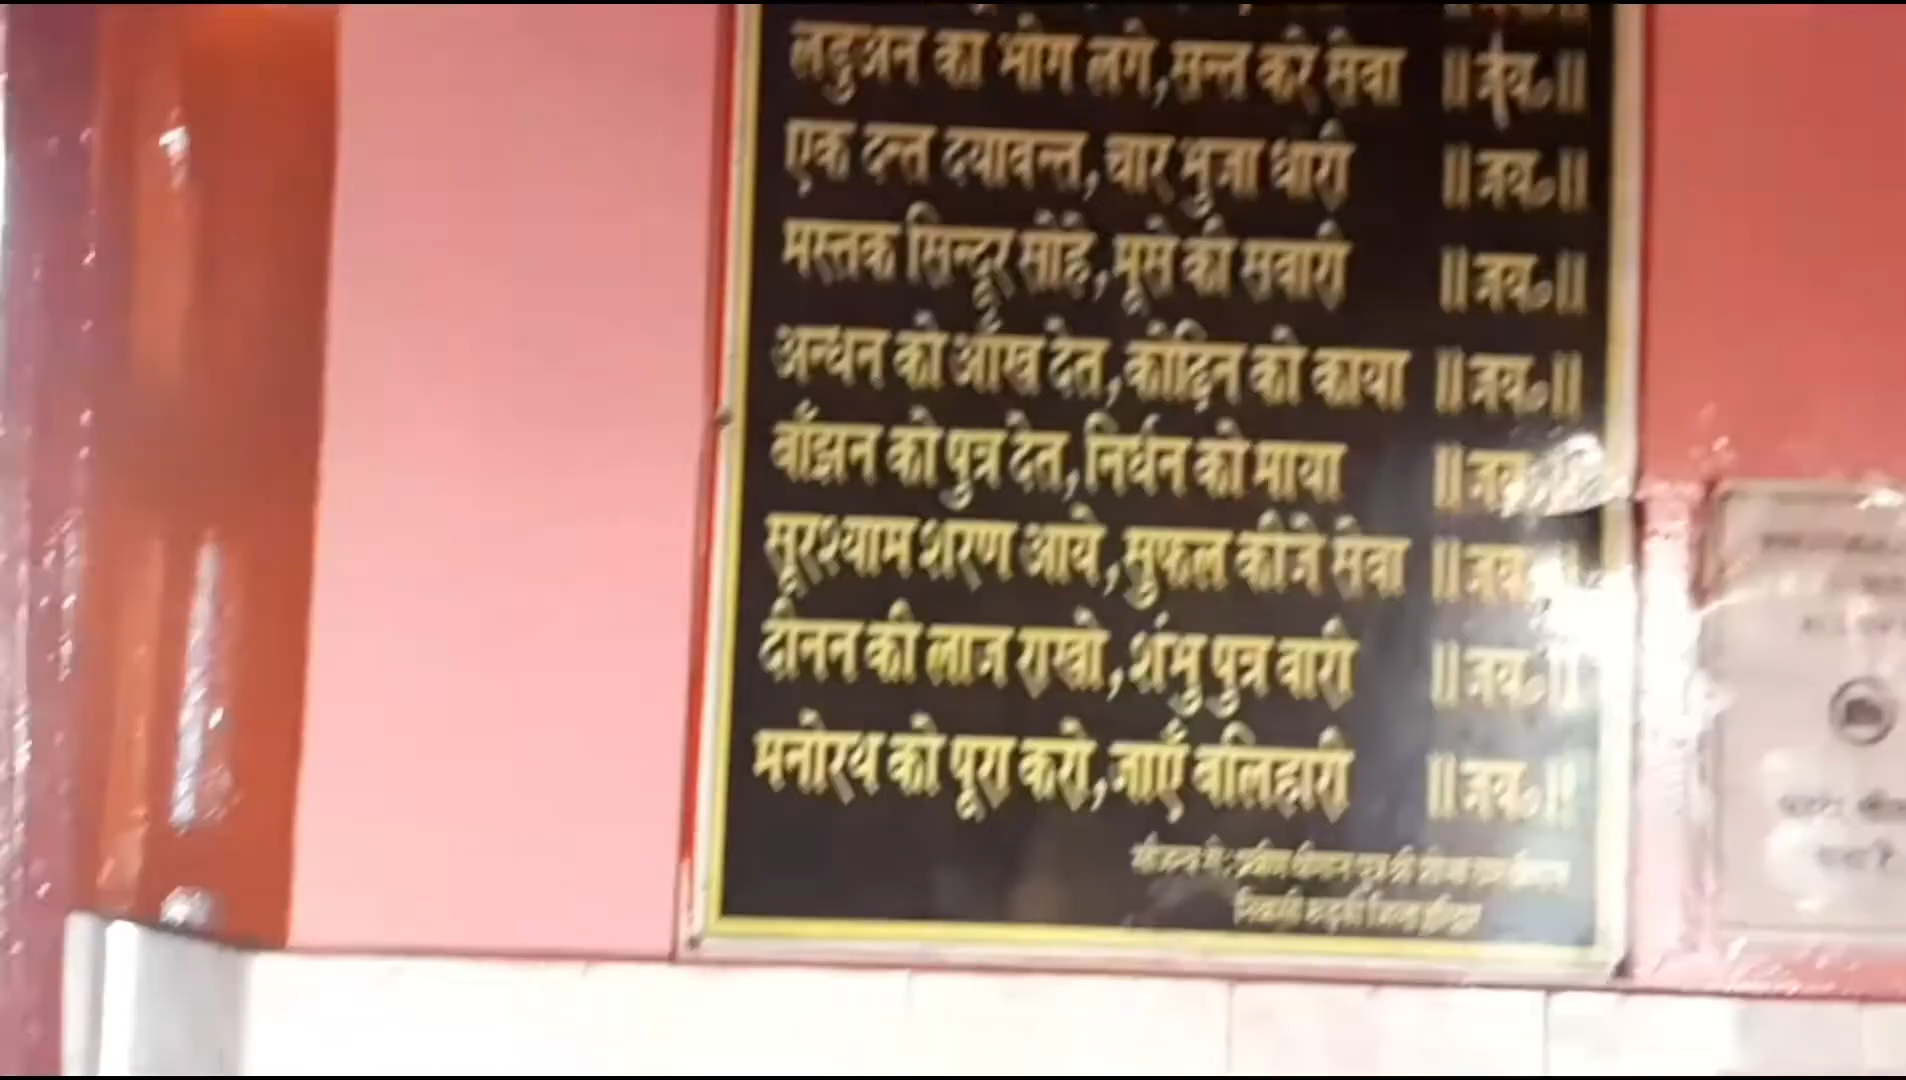 लडुअन का भोग लगे, सन्त करे सेवा ॥जय॰॥
एक दन्त दयावन्त, चार भुजा धारी ॥जय॰॥
मस्तक सिन्दूर सोहे, मूसे की सवारी ॥जय॰॥
अन्धन को आँख देत, कोढ़िन को काया ॥जय॰॥
बाँझन को पुत्र देत, निर्धन को माया ॥जय
सूरश्याम शरण आये, सुफल कीजे सेवा ॥जय
दीनन की लाज राखो, शंभु पुत्र वारी ॥जय॰॥
मनोरथ को पूरा करो, जाएँ बलिहारी ॥जय॰॥